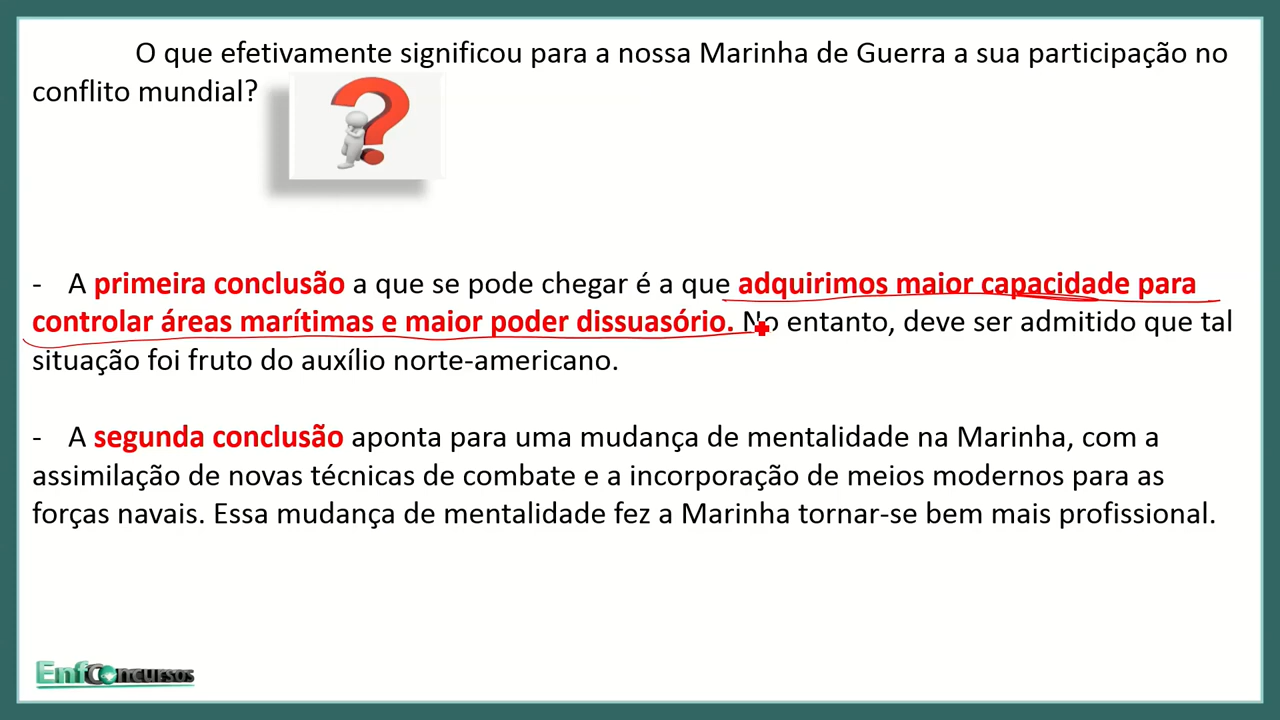 O que efetivamente significou para a nossa Marinha de Guerra a sua participação no
conflito mundial?
- A primeira conclusão a que se pode chegar é a que adquirimos maior capacidade para
controlar áreas marítimas e maior poder dissuasório. No entanto, deve ser admitido que tal
situação foi fruto do auxílio norte-americano.
- A segunda conclusão aponta para uma mudança de mentalidade na Marinha, com a
assimilação de novas técnicas de combate e a incorporação de meios modernos para as
forças navais. Essa mudança de mentalidade fez a Marinha tornar-se bem mais profissional.
EnfConcursos